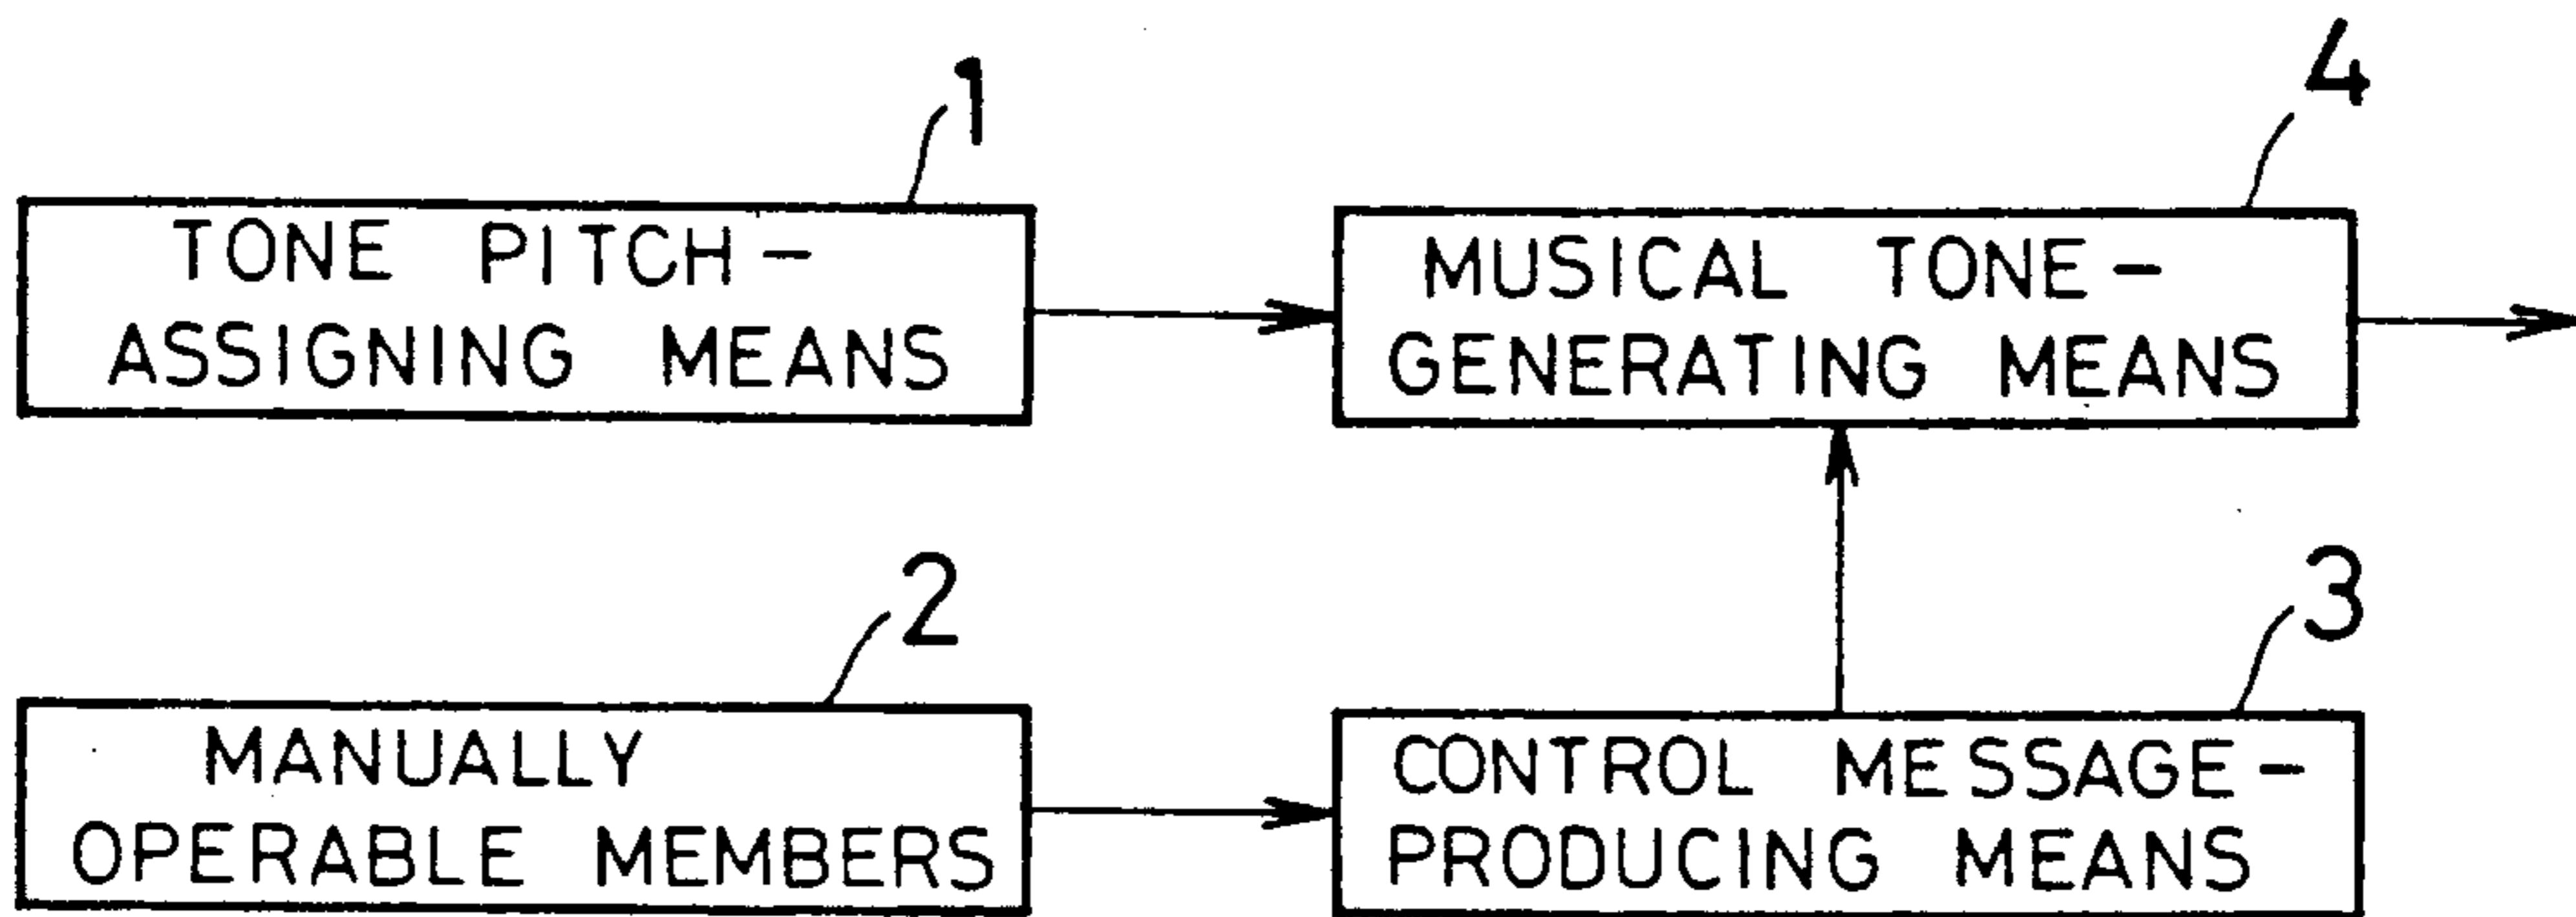 1
TONE PITCH-
ASSIGNING MEANS
4
MUSICAL TONE-
GENERATING MEANS
2
MANUALLY
OPERABLE MEMBERS
3
CONTROL MESSAGE-
PRODUCING MEANS